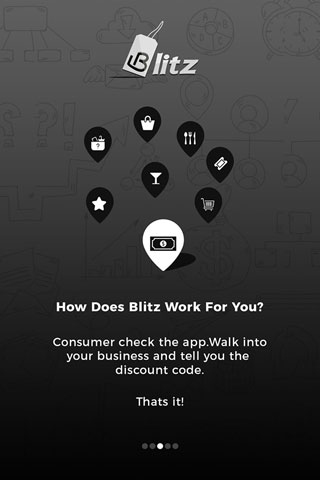 Blitz
How Does Blitz Work For You?
Consumer check the app.Walk into
your business and tell you the
discount code.
Thats it!